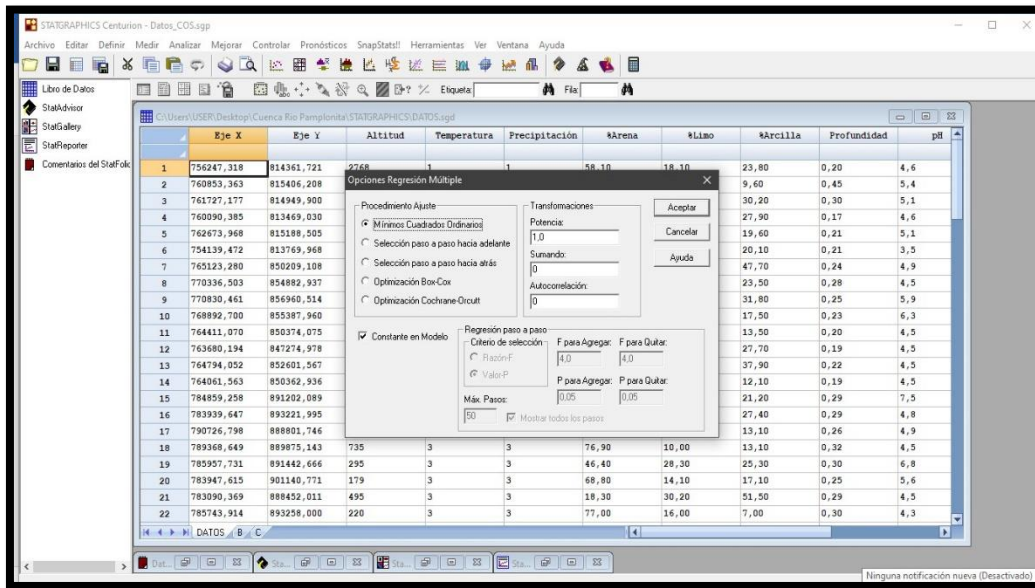 STATGRAPHICS Centurion - Datos_COS.sgp
Archivo Editar Definir Medir Analizar Mejorar Controlar Pronósticos SnapStats!! Herramientas Ver Ventana Ayuda
Etiqueta: Fila:
Libro de Datos
StatAdvisor
StatGallery
StatReporter
Comentarios del StatFolio
C:\Users\USER\Desktop\Cuenca Rio Pamplonita\STATGRAPHICS\DATOS.sgd
Eje X Eje Y Altitud Temperatura Precipitación %Arena %Limo %Arcilla Profundidad pH
1 756247,318 814361,721 2768 1 1 58,10 18,10 23,80 0,20 4,6
2 760853,363 815406,208 9,60 0,45 5,4
3 761727,177 814949,900 30,20 0,30 5,1
4 760090,385 813469,030 27,90 0,17 4,6
5 762673,968 815188,505 19,60 0,21 5,1
6 754139,472 813769,968 20,10 0,21 3,5
7 765123,280 850209,108 47,70 0,24 4,9
8 770336,503 854882,937 23,50 0,28 4,5
9 770830,461 856960,514 31,80 0,25 5,9
10 768892,700 855387,960 17,50 0,23 6,3
11 764411,070 850374,075 13,50 0,20 4,5
12 763680,194 847274,978 27,70 0,19 4,5
13 764794,052 852601,567 37,90 0,22 4,5
14 764061,563 850362,936 12,10 0,19 4,5
15 784859,258 891202,089 21,20 0,29 7,5
16 783939,647 893221,995 27,40 0,29 4,8
17 790726,798 888801,746 13,10 0,26 4,9
18 789368,649 889875,143 735 3 3 76,90 10,00 13,10 0,32 4,5
19 785957,731 891442,666 295 3 3 46,40 28,30 25,30 0,30 6,8
20 783947,615 901140,771 179 3 3 68,80 14,10 17,10 0,25 5,6
21 783090,369 888452,011 495 3 3 18,30 30,20 51,50 0,29 4,5
22 785743,914 893258,000 220 3 3 77,00 16,00 7,00 0,30 4,3
Opciones Regresión Múltiple
Procedimiento Ajuste
Mínimos Cuadrados Ordinarios
Selección paso a paso hacia adelante
Selección paso a paso hacia atrás
Optimización Box-Cox
Optimización Cochrane-Orcutt
Transformaciones
Potencia:
1,0
Sumando:
0
Autocorrelación:
0
Aceptar
Cancelar
Ayuda
Constante en Modelo
Regresión paso a paso
Criterio de selección
Razón-F
Valor-P
F para Agregar: F para Quitar:
4,0 4,0
P para Agregar: P para Quitar:
0,05 0,05
Máx. Pasos:
50
Mostrar todos los pasos
DATOS B C
Dat... Sta... Sta... Sta...
Ninguna notificación nueva (Desactivado)